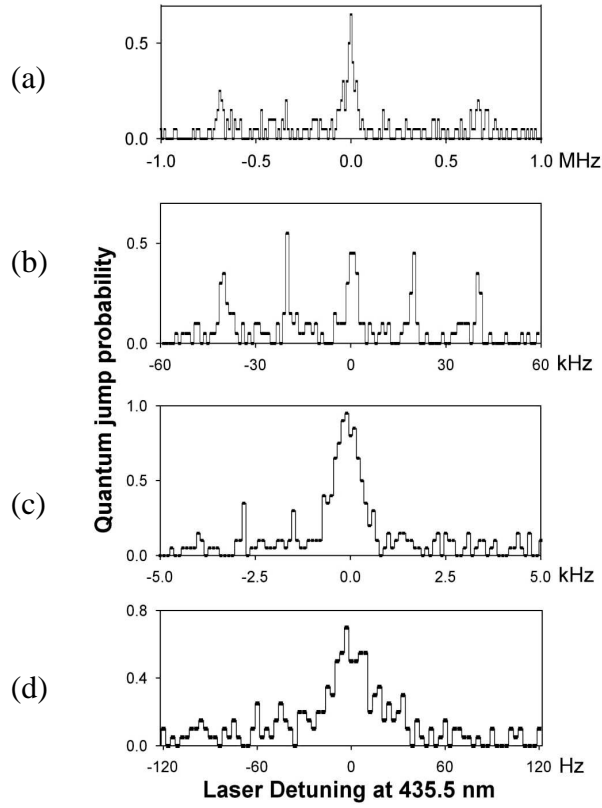 (a)
0.5
0.0
-1.0 -0.5 0.0 0.5 1.0 MHz
(b)
0.5
0.0
-60 -30 0 30 60 kHz
(c)
1.0
0.5
0.0
-5.0 -2.5 0.0 2.5 5.0 kHz
(d)
0.8
0.4
0.0
-120 -60 0 60 120 Hz
Quantum jump probability
Laser Detuning at 435.5 nm